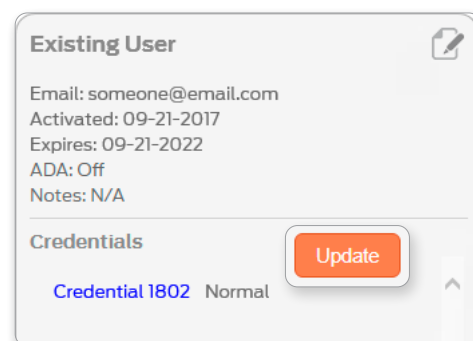 Existing User
Email: someone@email.com
Activated: 09-21-2017
Expires: 09-21-2022
ADA: Off
Notes: N/A
Credentials
Update
Credential 1802 Normal